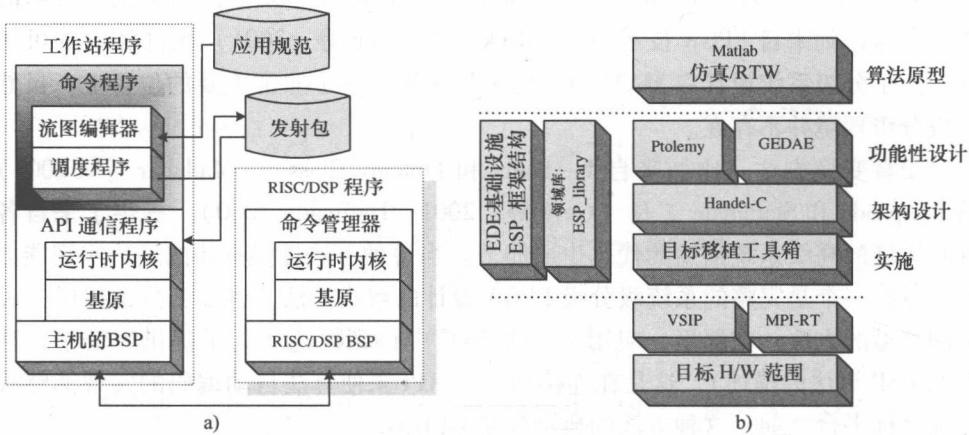 工作站程序
命令程序
流图编辑器
调度程序
API 通信程序
运行时内核
基原
主机的BSP
应用规范
发射包
RISC/DSP 程序
命令管理器
运行时内核
基原
RISC/DSP BSP
a)
Matlab
仿真/RTW
算法原型
EDE基础设施
ESP 框架结构
领域库:
ESP_library
Ptolemy
GEDAE
功能性设计
Handel-C
架构设计
目标移植工具箱
实施
VSIP
MPI-RT
目标 H/W 范围
b)